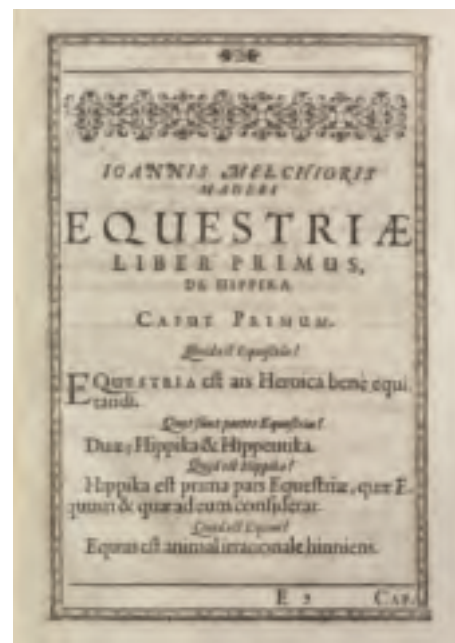 IOANNIS MELCHIORIS
MADERI
EQUESTRIÆ
LIBER PRIMUS,
DE HIPPIKA.
CAPUT PRIMUM.
Quid est Equestria?
EQUESTRIA est ars Heroica benè equi
tandi.
Quot sunt partes Equestriæ?
Duæ; Hippika &
Quid est Hippika?
Hippika est prima pars Equestriæ, quæ E-
quum & quæ ad eum considerat.
Quid est Equus?
Equus est animal irrationale hinniens.
E CAP.